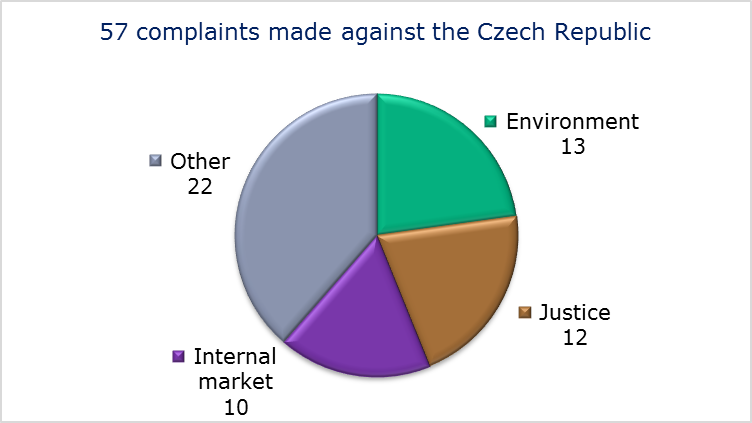 57 complaints made against the Czech Republic
Environment
13
Other
22
Justice
12
Internal
market
10